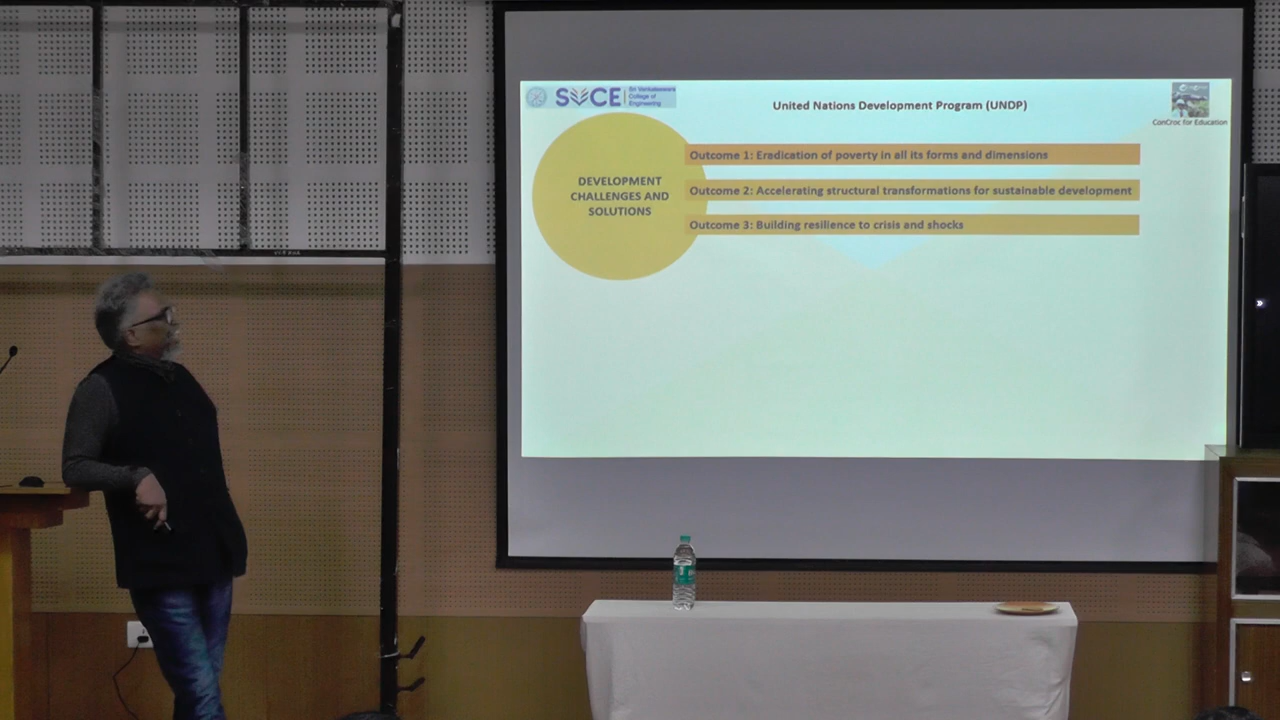 SVCE
Sri Venkateswara
College of
Engineering
United Nations Development Program (UNDP)
ConCroc for Education
DEVELOPMENT
CHALLENGES AND
SOLUTIONS
Outcome 1: Eradication of poverty in all its forms and dimensions
Outcome 2: Accelerating structural transformations for sustainable development
Outcome 3: Building resilience to crisis and shocks